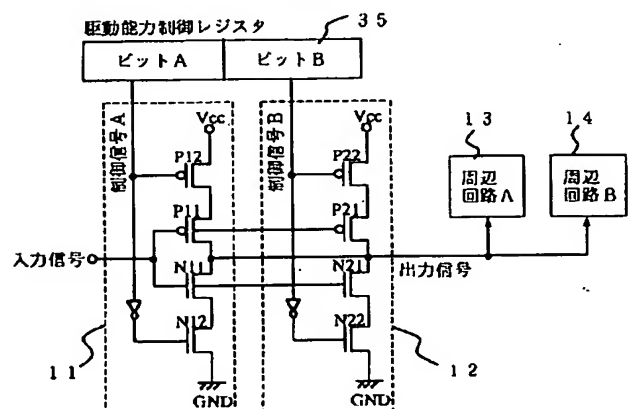 駆動能力制御レジスタ
35
ビットA
ビットB
制御信号A
制御信号B
Vcc
Vcc
13
14
P12
P22
周辺
回路A
周辺
回路B
P11
P21
入力信号
N11
N21
出力信号
N12
N22
11
12
GND
GND